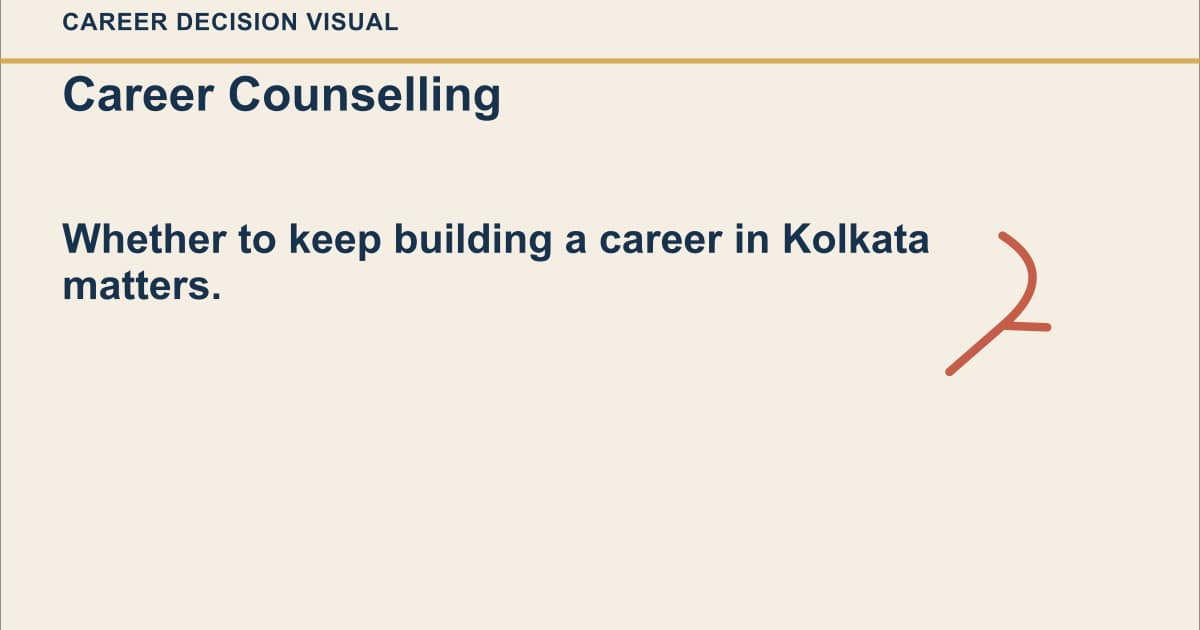 CAREER DECISION VISUAL
Career Counselling
Whether to keep building a career in Kolkata
matters.